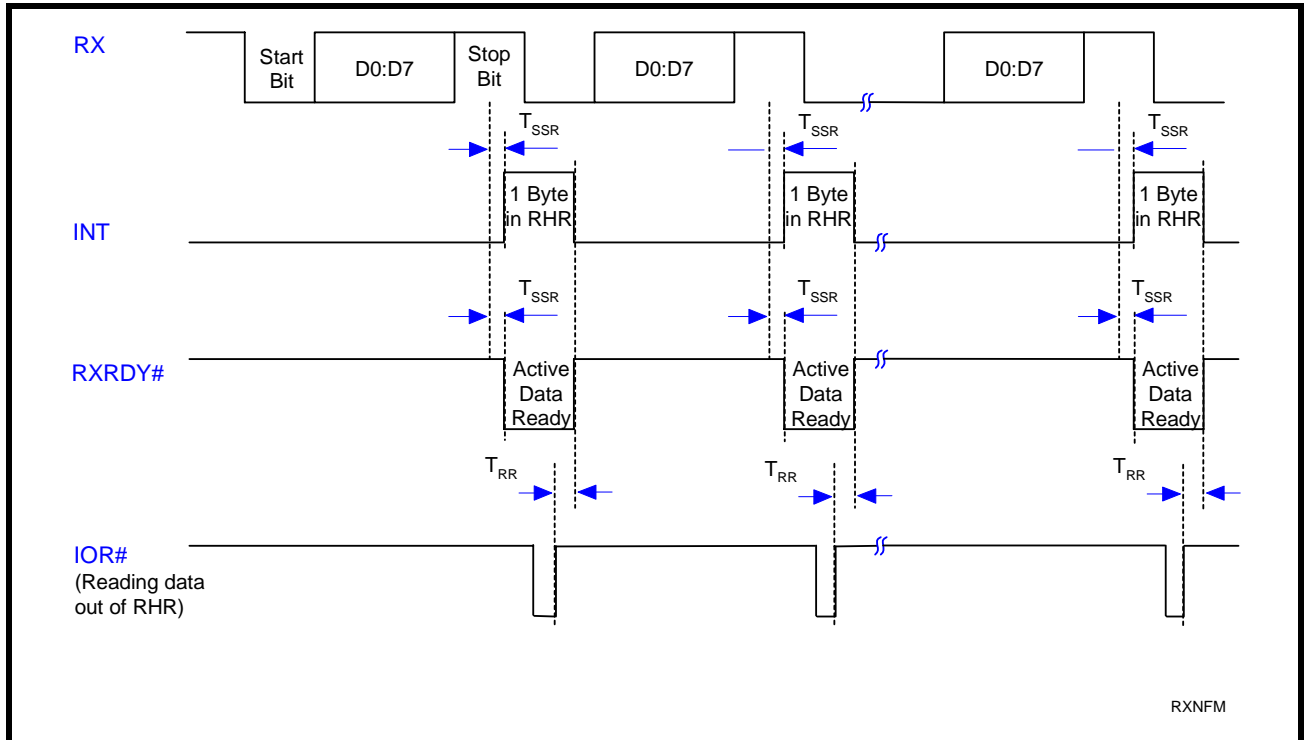 RX
Start
Bit
D0:D7
Stop
Bit
D0:D7
D0:D7
TSSR
TSSR
TSSR
INT
1 Byte
in RHR
1 Byte
in RHR
1 Byte
in RHR
TSSR
TSSR
TSSR
RXRDY#
Active
Data
Ready
Active
Data
Ready
Active
Data
Ready
TRR
TRR
TRR
IOR#
(Reading data
out of RHR)
RXNFM